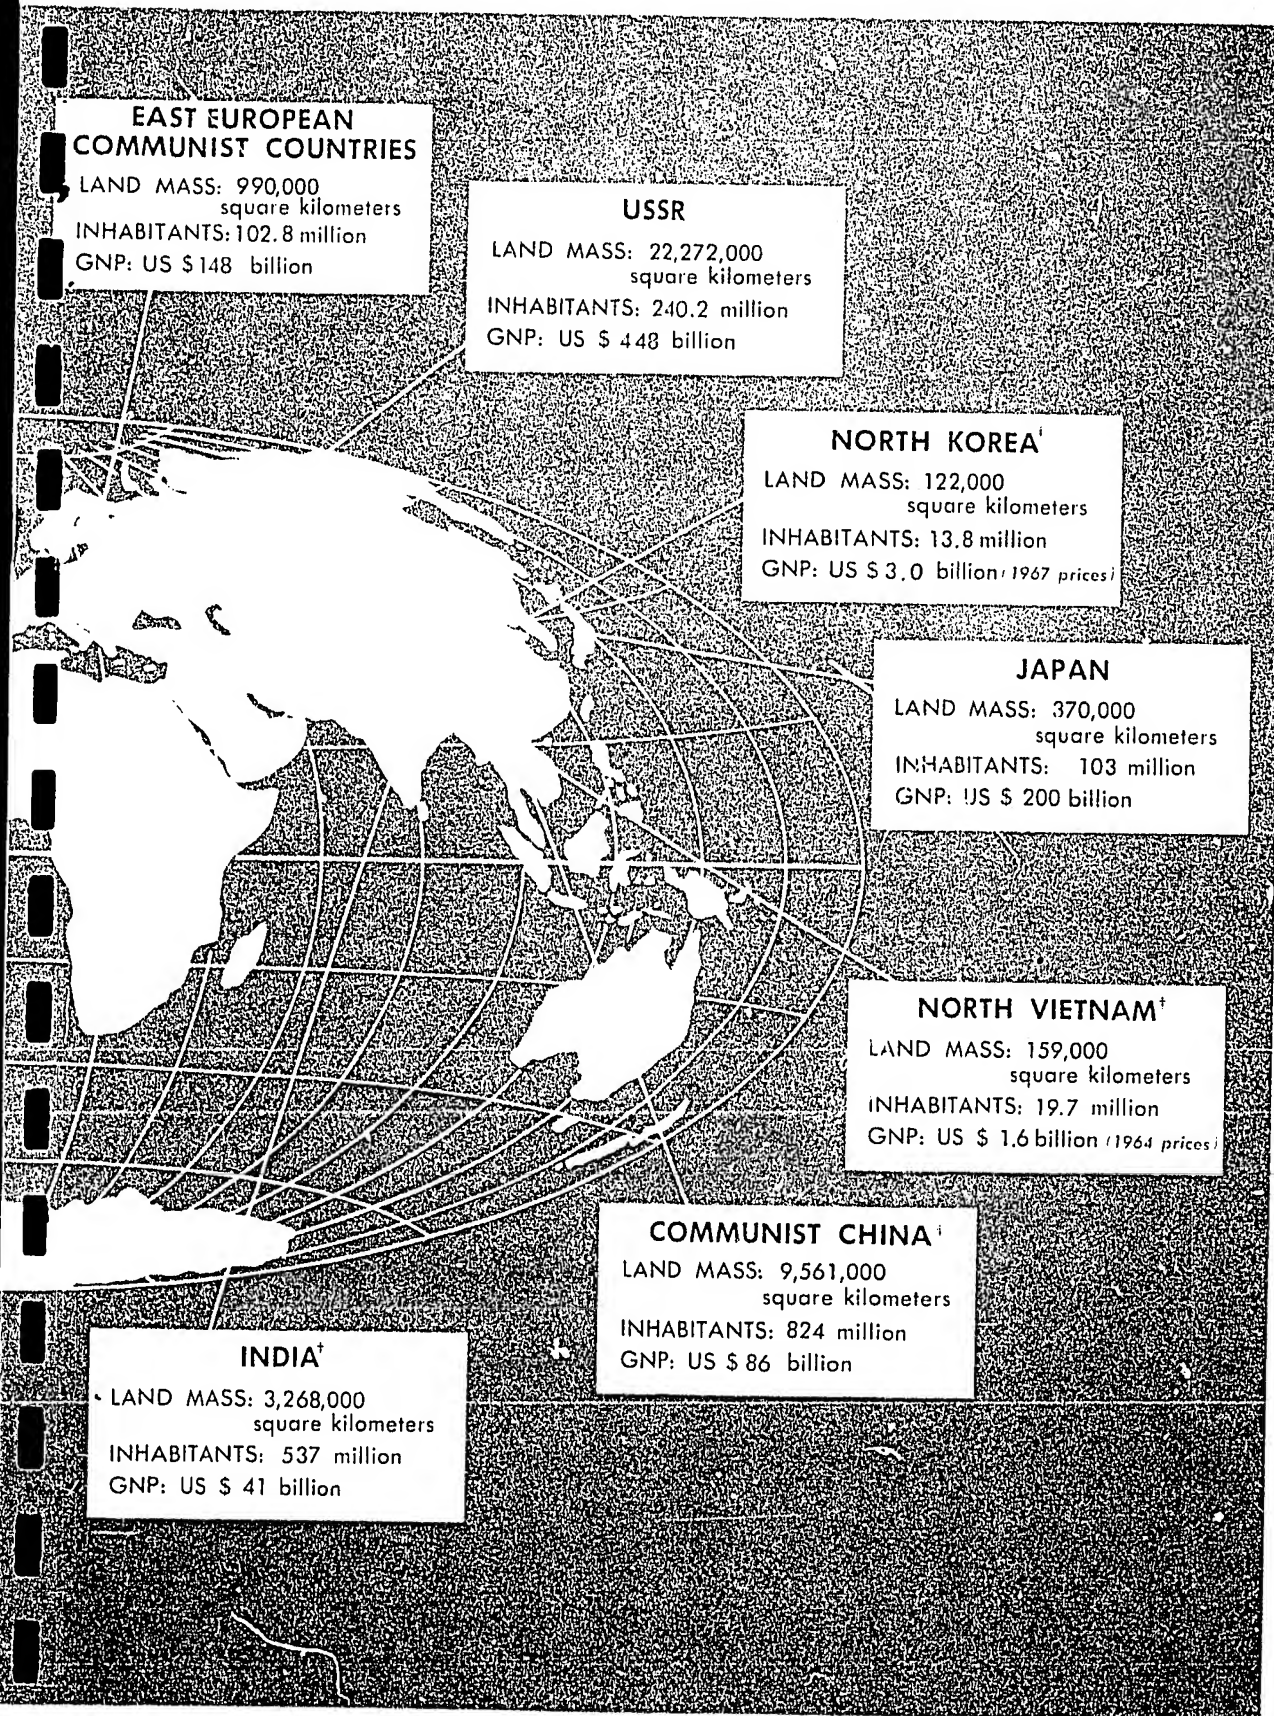 EAST EUROPEAN
COMMUNIST COUNTRIES
LAND MASS: 990,000
square kilometers
INHABITANTS: 102.8 million
GNP: US $148 billion
USSR
LAND MASS: 22,272,000
square kilometers
INHABITANTS: 240.2 million
GNP: US $ 448 billion
NORTH KOREA†
LAND MASS: 122,000
square kilometers
INHABITANTS: 13.8 million
GNP: US $3.0 billion (1967 prices)
JAPAN
LAND MASS: 370,000
square kilometers
INHABITANTS: 103 million
GNP: US $ 200 billion
NORTH VIETNAM†
LAND MASS: 159,000
square kilometers
INHABITANTS: 19.7 million
GNP: US $ 1.6 billion (1964 prices)
COMMUNIST CHINA†
LAND MASS: 9,561,000
square kilometers
INHABITANTS: 824 million
GNP: US $ 86 billion
INDIA†
LAND MASS: 3,268,000
square kilometers
INHABITANTS: 537 million
GNP: US $ 41 billion